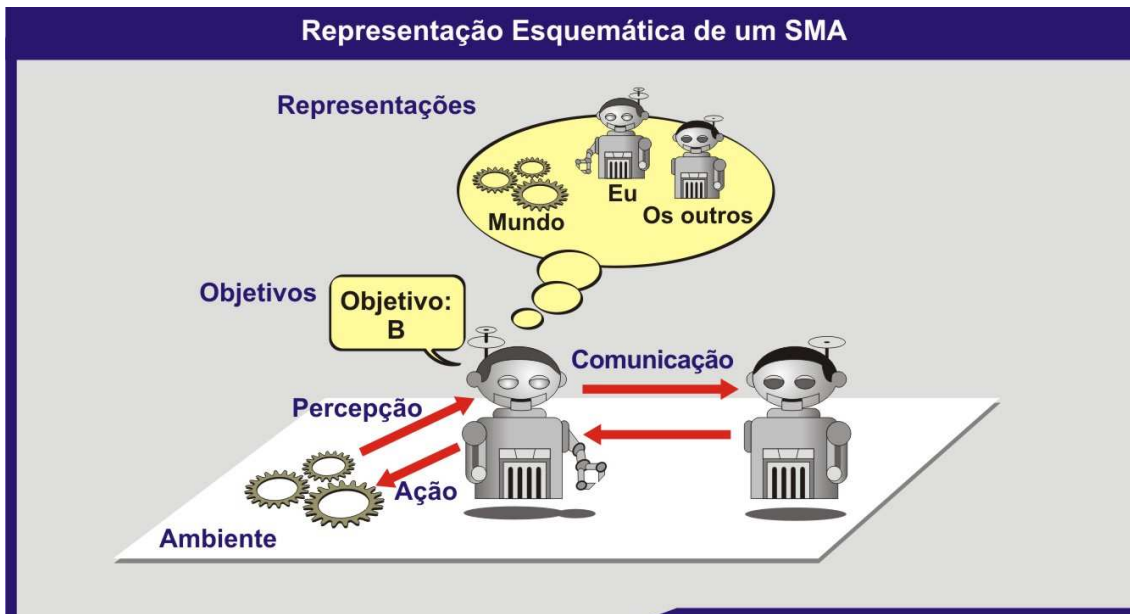 Representação Esquemática de um SMA
Representações
Eu
Mundo
Os outros
Objetivos
Objetivo:
B
Comunicação
Percepção
Ação
Ambiente